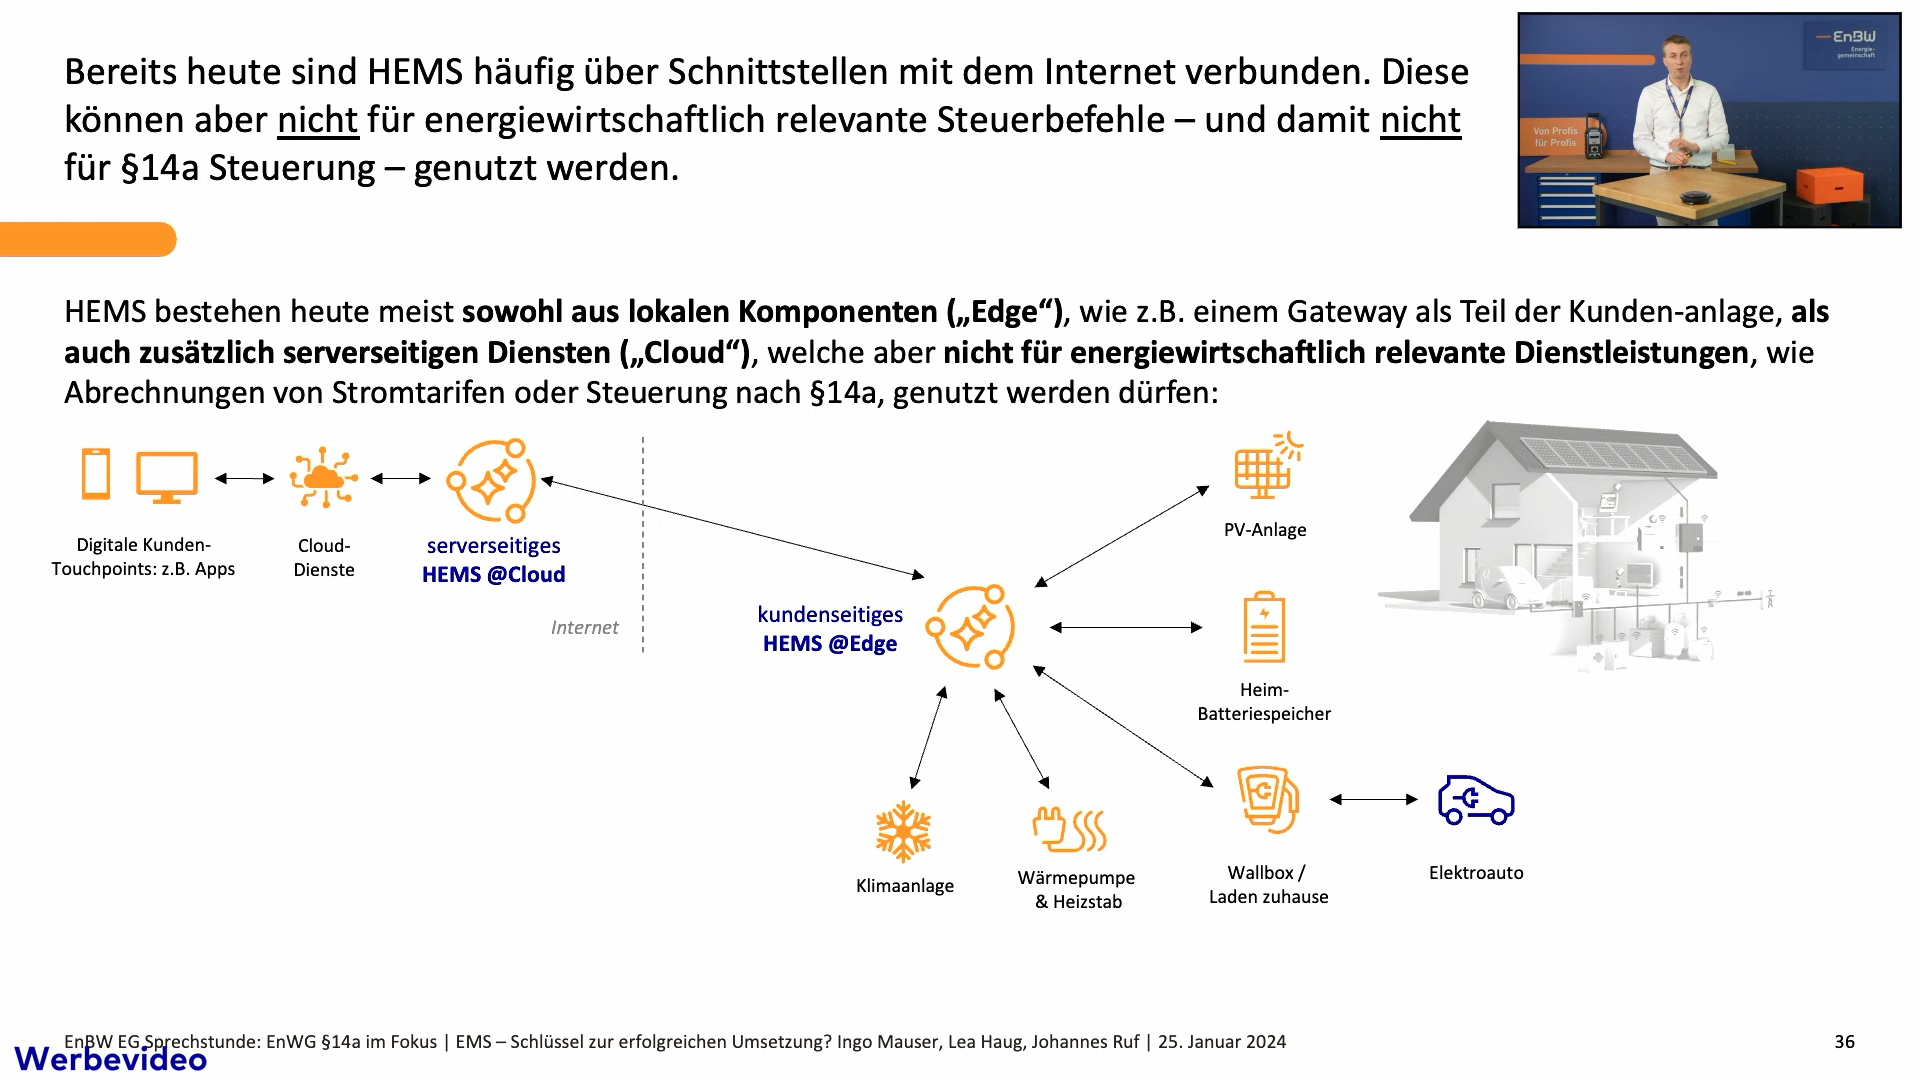 Bereits heute sind HEMS häufig über Schnittstellen mit dem Internet verbunden. Diese
können aber nicht für energiewirtschaftlich relevante Steuerbefehle – und damit nicht
für §14a Steuerung – genutzt werden.
EnBW
Energie-
gemeinschaft
Von Profis
für Profis
HEMS bestehen heute meist sowohl aus lokalen Komponenten („Edge“), wie z.B. einem Gateway als Teil der Kunden-anlage, als
auch zusätzlich serverseitigen Diensten („Cloud“), welche aber nicht für energiewirtschaftlich relevante Dienstleistungen, wie
Abrechnungen von Stromtarifen oder Steuerung nach §14a, genutzt werden dürfen:
Digitale Kunden-
Touchpoints: z.B. Apps
Cloud-
Dienste
serverseitiges
HEMS @Cloud
Internet
kundenseitiges
HEMS @Edge
PV-Anlage
Heim-
Batteriespeicher
Klimaanlage
Wärmepumpe
& Heizstab
Wallbox /
Laden zuhause
Elektroauto
EnBW EG Sprechstunde: EnWG §14a im Fokus | EMS – Schlüssel zur erfolgreichen Umsetzung? Ingo Mauser, Lea Haug, Johannes Ruf | 25. Januar 2024
36
Werbevideo